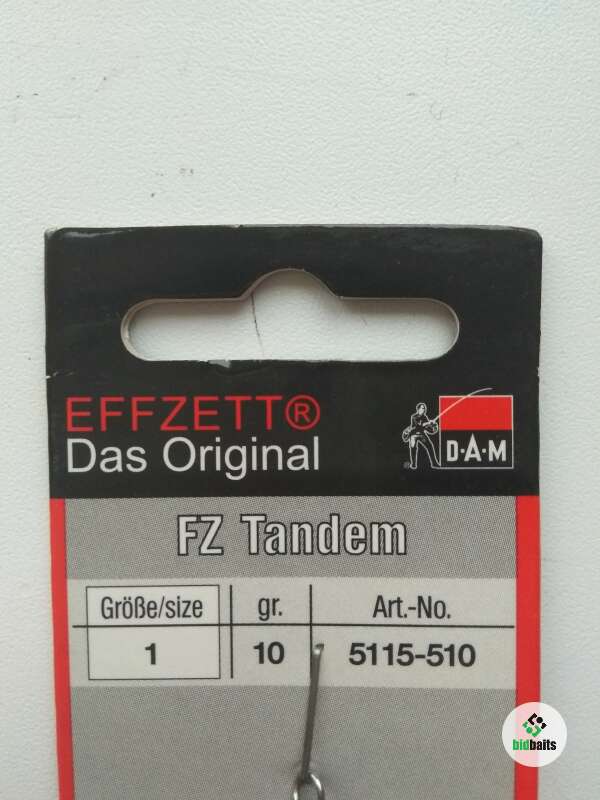 EFFZETT®
Das Original
D·A·M
®
FZ Tandem
Größe/size gr. Art.-No.
1 10 5115-510
bidbaits